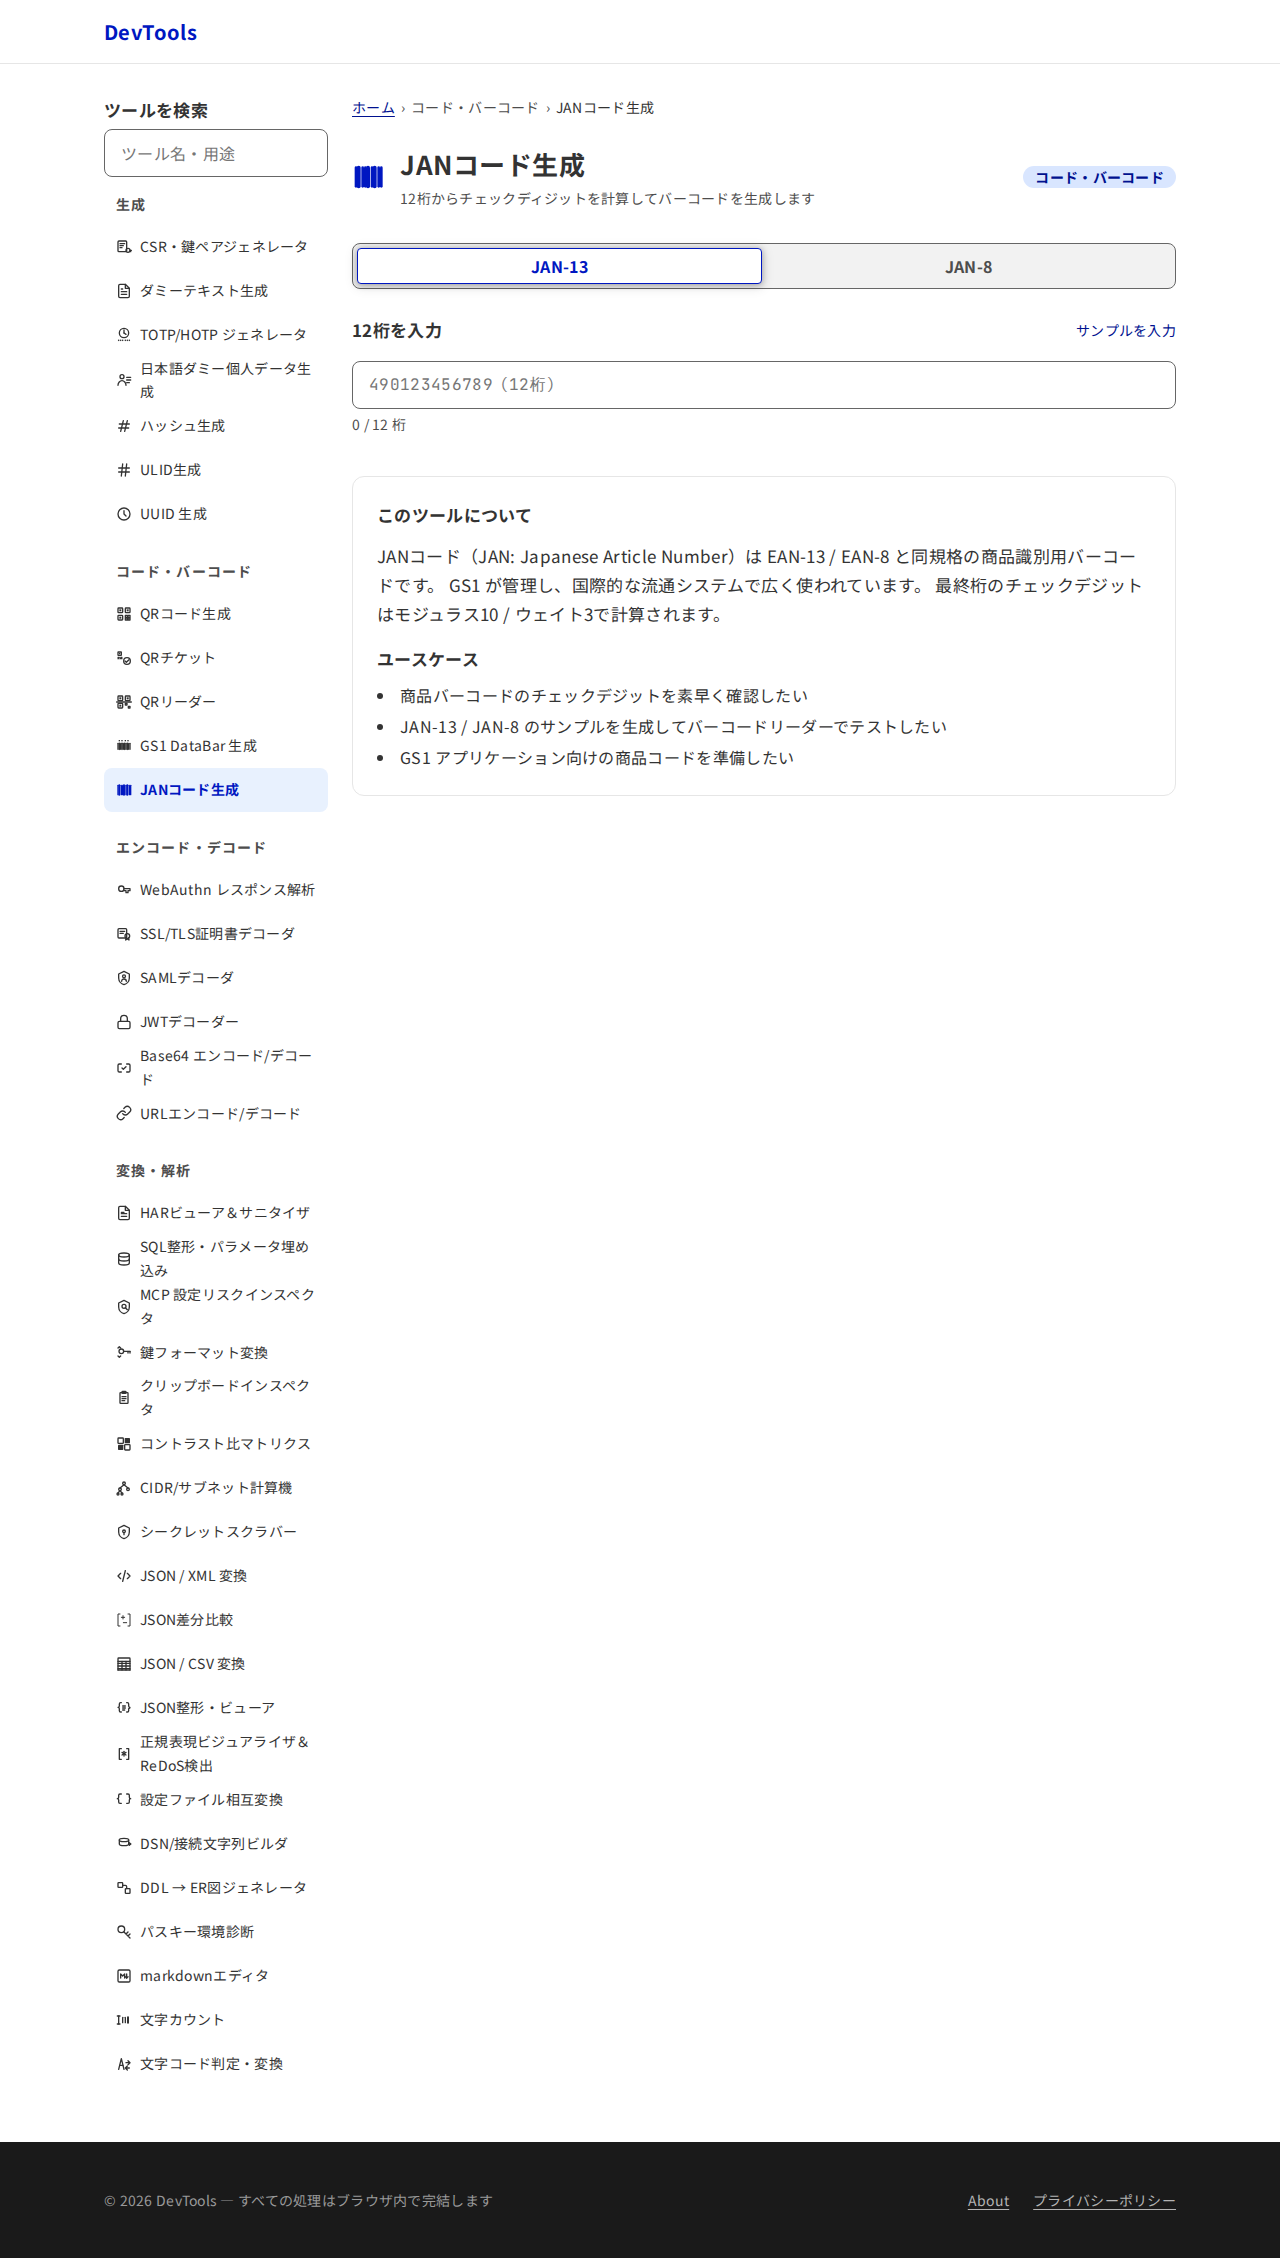 DevTools
ツールを検索
ツール名・用途
生成
CSR・鍵ペアジェネレータ
ダミーテキスト生成
TOTP/HOTP ジェネレータ
日本語ダミー個人データ生
成
ハッシュ生成
ULID生成
UUID 生成
コード・バーコード
QRコード生成
QRチケット
QRリーダー
GS1 DataBar 生成
JANコード生成
エンコード・デコード
WebAuthn レスポンス解析
SSL/TLS証明書デコーダ
SAMLデコーダ
JWTデコーダー
Base64 エンコード/デコー
ド
URLエンコード/デコード
変換・解析
HARビューア＆サニタイザ
SQL整形・パラメータ埋め
込み
MCP 設定リスクインスペク
タ
鍵フォーマット変換
クリップボードインスペク
タ
コントラスト比マトリクス
CIDR/サブネット計算機
シークレットスクラバー
JSON / XML 変換
JSON差分比較
JSON / CSV 変換
JSON整形・ビューア
正規表現ビジュアライザ＆
ReDoS検出
設定ファイル相互変換
DSN/接続文字列ビルダ
DDL → ER図ジェネレータ
パスキー環境診断
markdownエディタ
文字カウント
文字コード判定・変換
ホーム › コード・バーコード › JANコード生成
JANコード生成
12桁からチェックディジットを計算してバーコードを生成します
コード・バーコード
JAN-13
JAN-8
12桁を入力
サンプルを入力
490123456789（12桁）
0 / 12 桁
このツールについて
JANコード（JAN: Japanese Article Number）は EAN-13 / EAN-8 と同規格の商品識別用バーコー
ドです。 GS1 が管理し、国際的な流通システムで広く使われています。 最終桁のチェックデジット
はモジュラス10 / ウェイト3で計算されます。
ユースケース
• 商品バーコードのチェックデジットを素早く確認したい
• JAN-13 / JAN-8 のサンプルを生成してバーコードリーダーでテストしたい
• GS1 アプリケーション向けの商品コードを準備したい
© 2026 DevTools — すべての処理はブラウザ内で完結します
About
プライバシーポリシー